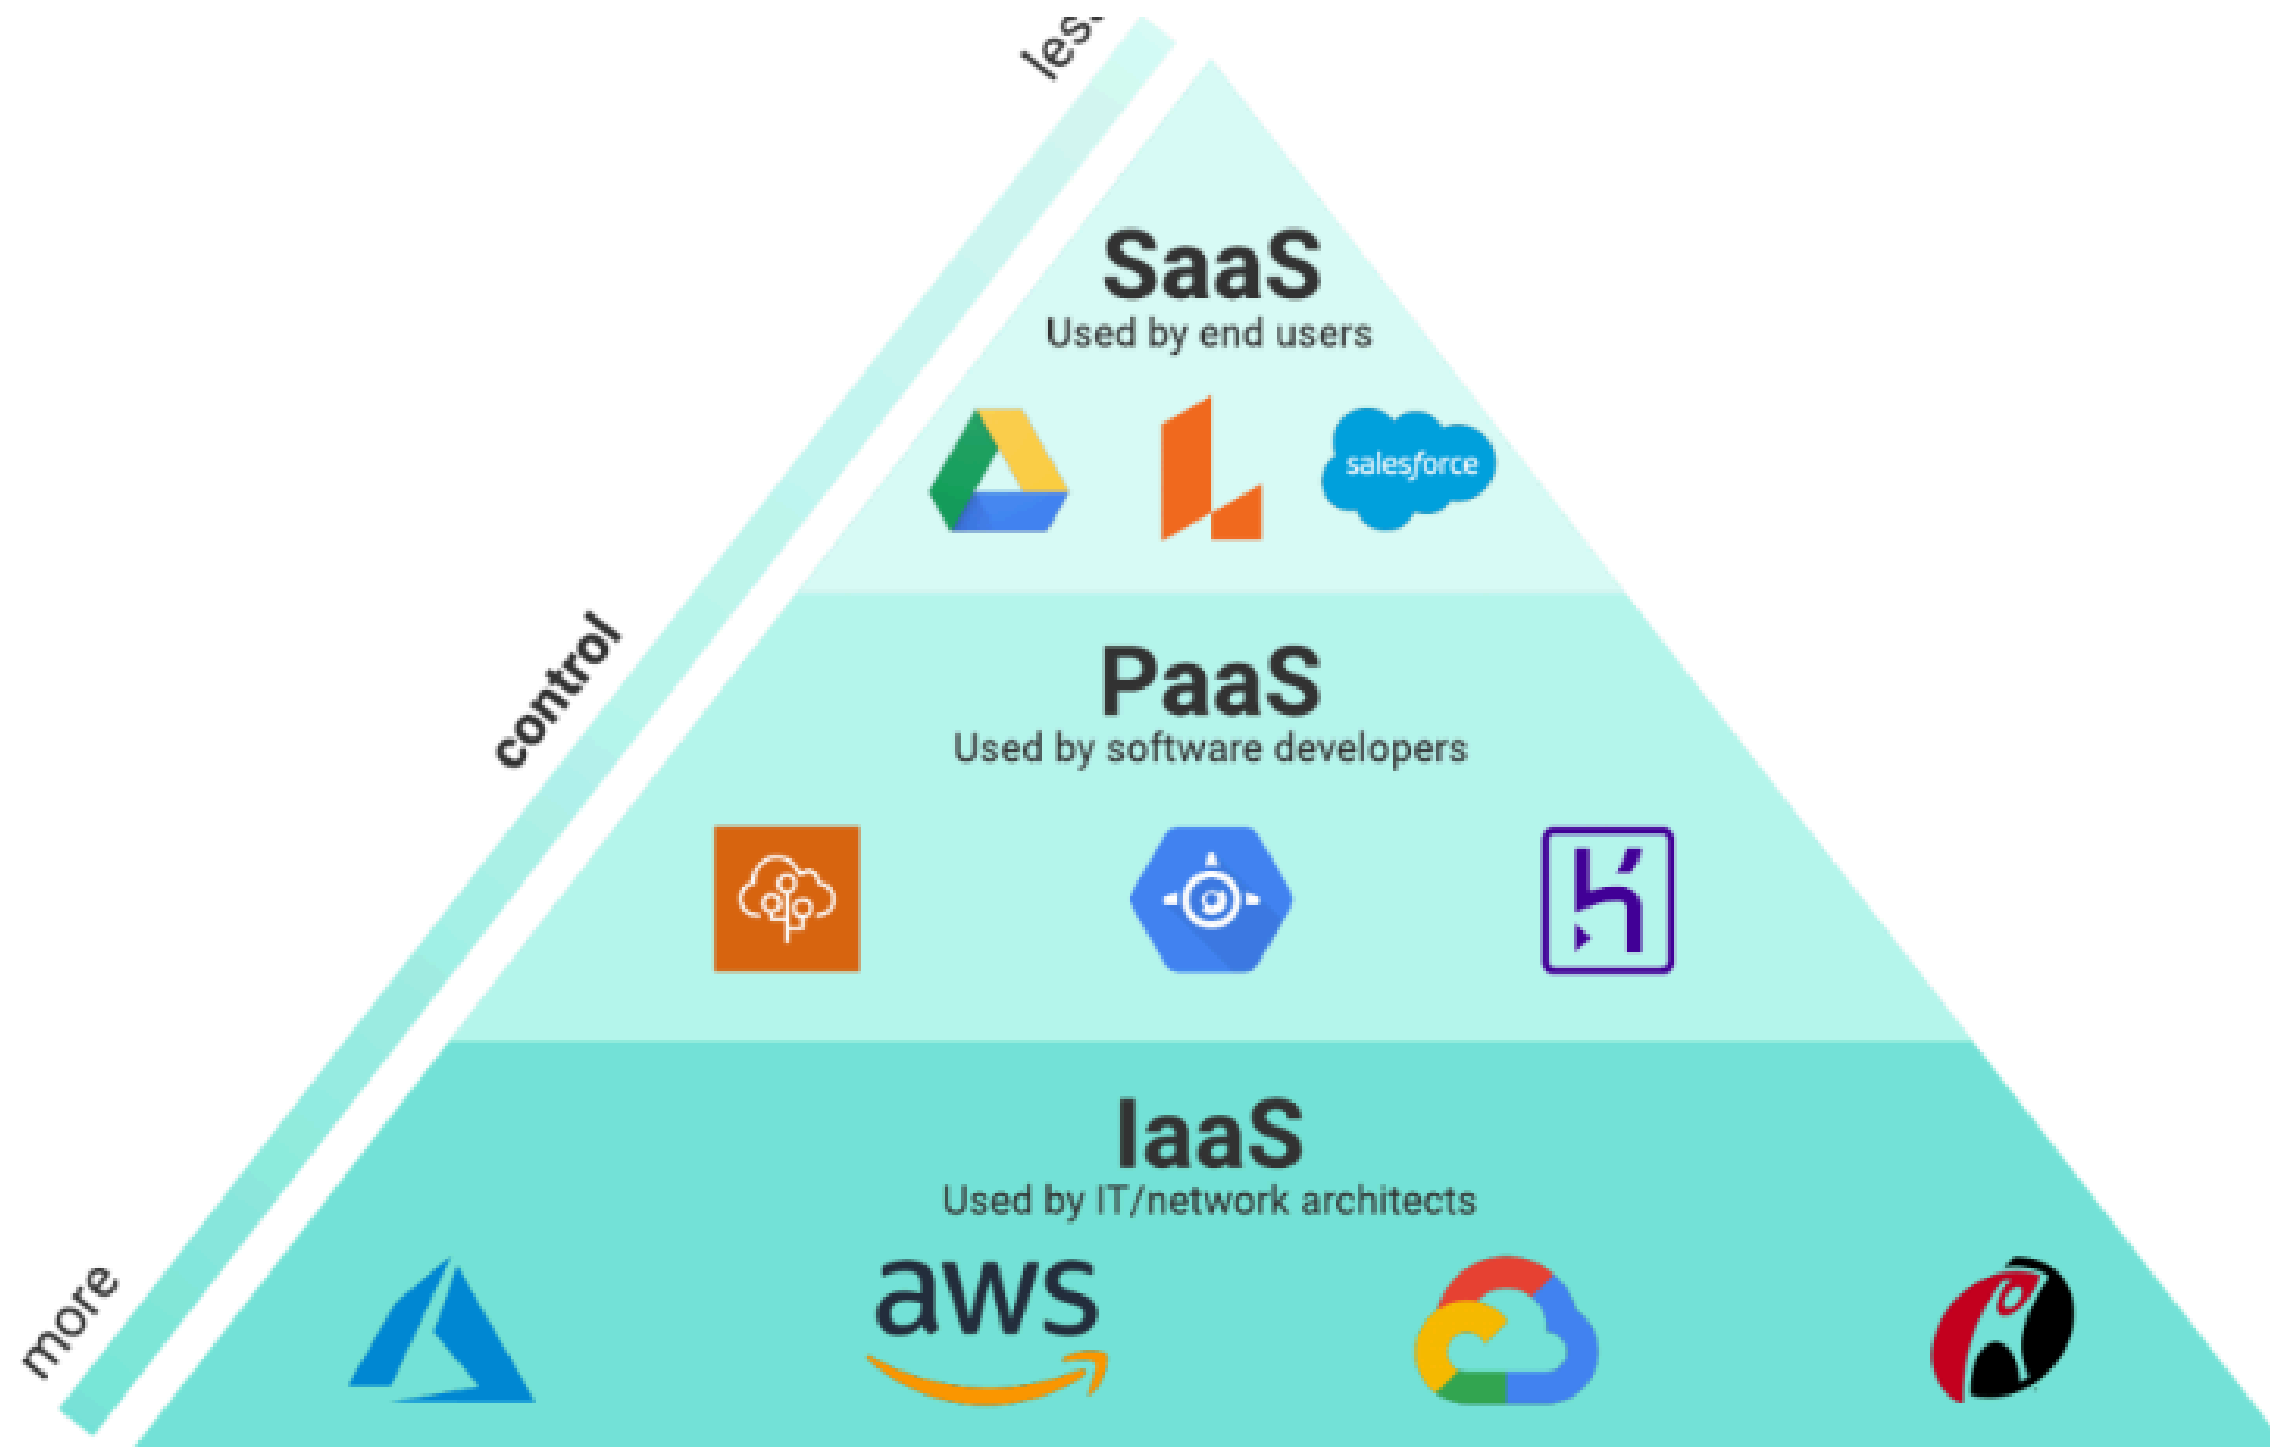 SaaS
Used by end users
salesforce
control
PaaS
Used by software developers
IaaS
Used by IT/network architects
more
aws